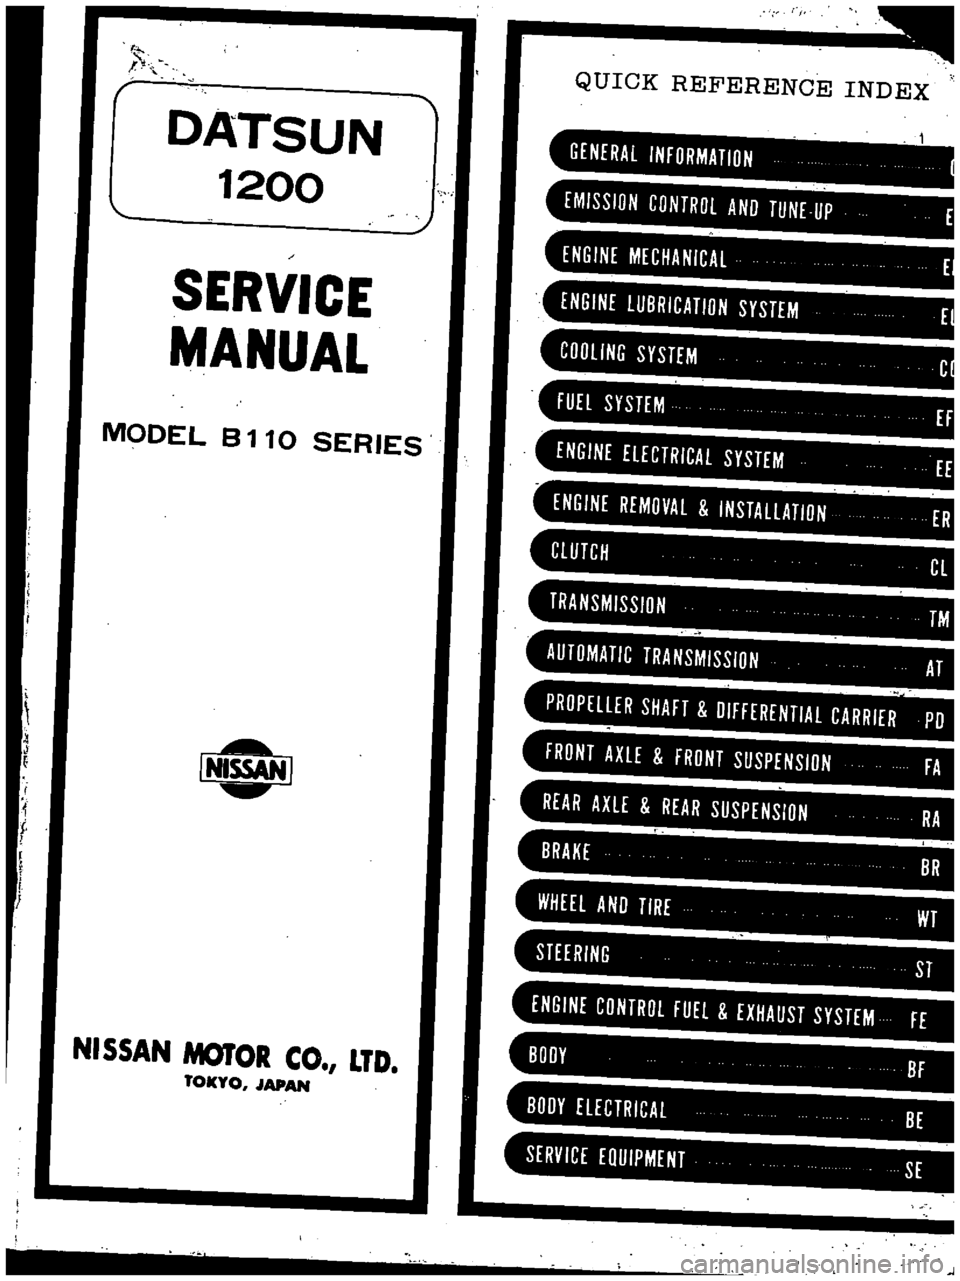 DATSUN
1200
SERVICE
MANUAL
MODEL B110 SERIES
NISSAN
NISSAN MOTOR CO., LTD.
TOKYO, JAPAN
QUICK REFERENCE INDEX
GENERAL INFORMATION
EMISSION CONTROL AND TUNE-UP
ENGINE MECHANICAL
ENGINE LUBRICATION SYSTEM
COOLING SYSTEM
FUEL SYSTEM EF
ENGINE ELECTRICAL SYSTEM EE
ENGINE REMOVAL & INSTALLATION ER
CLUTCH CL
TRANSMISSION TM
AUTOMATIC TRANSMISSION AT
PROPELLER SHAFT & DIFFERENTIAL CARRIER PD
FRONT AXLE & FRONT SUSPENSION FA
REAR AXLE & REAR SUSPENSION RA
BRAKE BR
WHEEL AND TIRE WT
STEERING ST
ENGINE CONTROL FUEL & EXHAUST SYSTEM FE
BODY BF
BODY ELECTRICAL BE
SERVICE EQUIPMENT SE
carmanualsonline.info